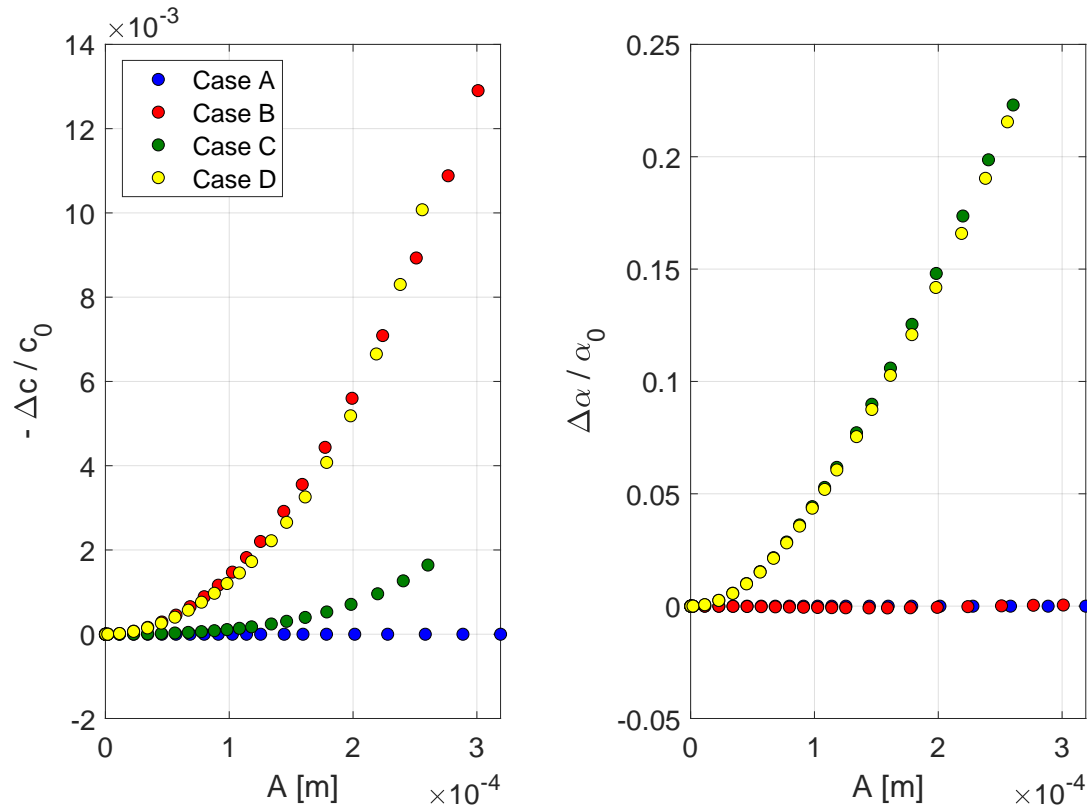 ×10⁻³
14
12
10
8
6
4
2
0
-2
- Δc / c₀
Case A
Case B
Case C
Case D
0 1 2 3
A [m]
×10⁻⁴
0.25
0.2
0.15
0.1
0.05
0
-0.05
Δα / α₀
0 1 2 3
A [m]
×10⁻⁴